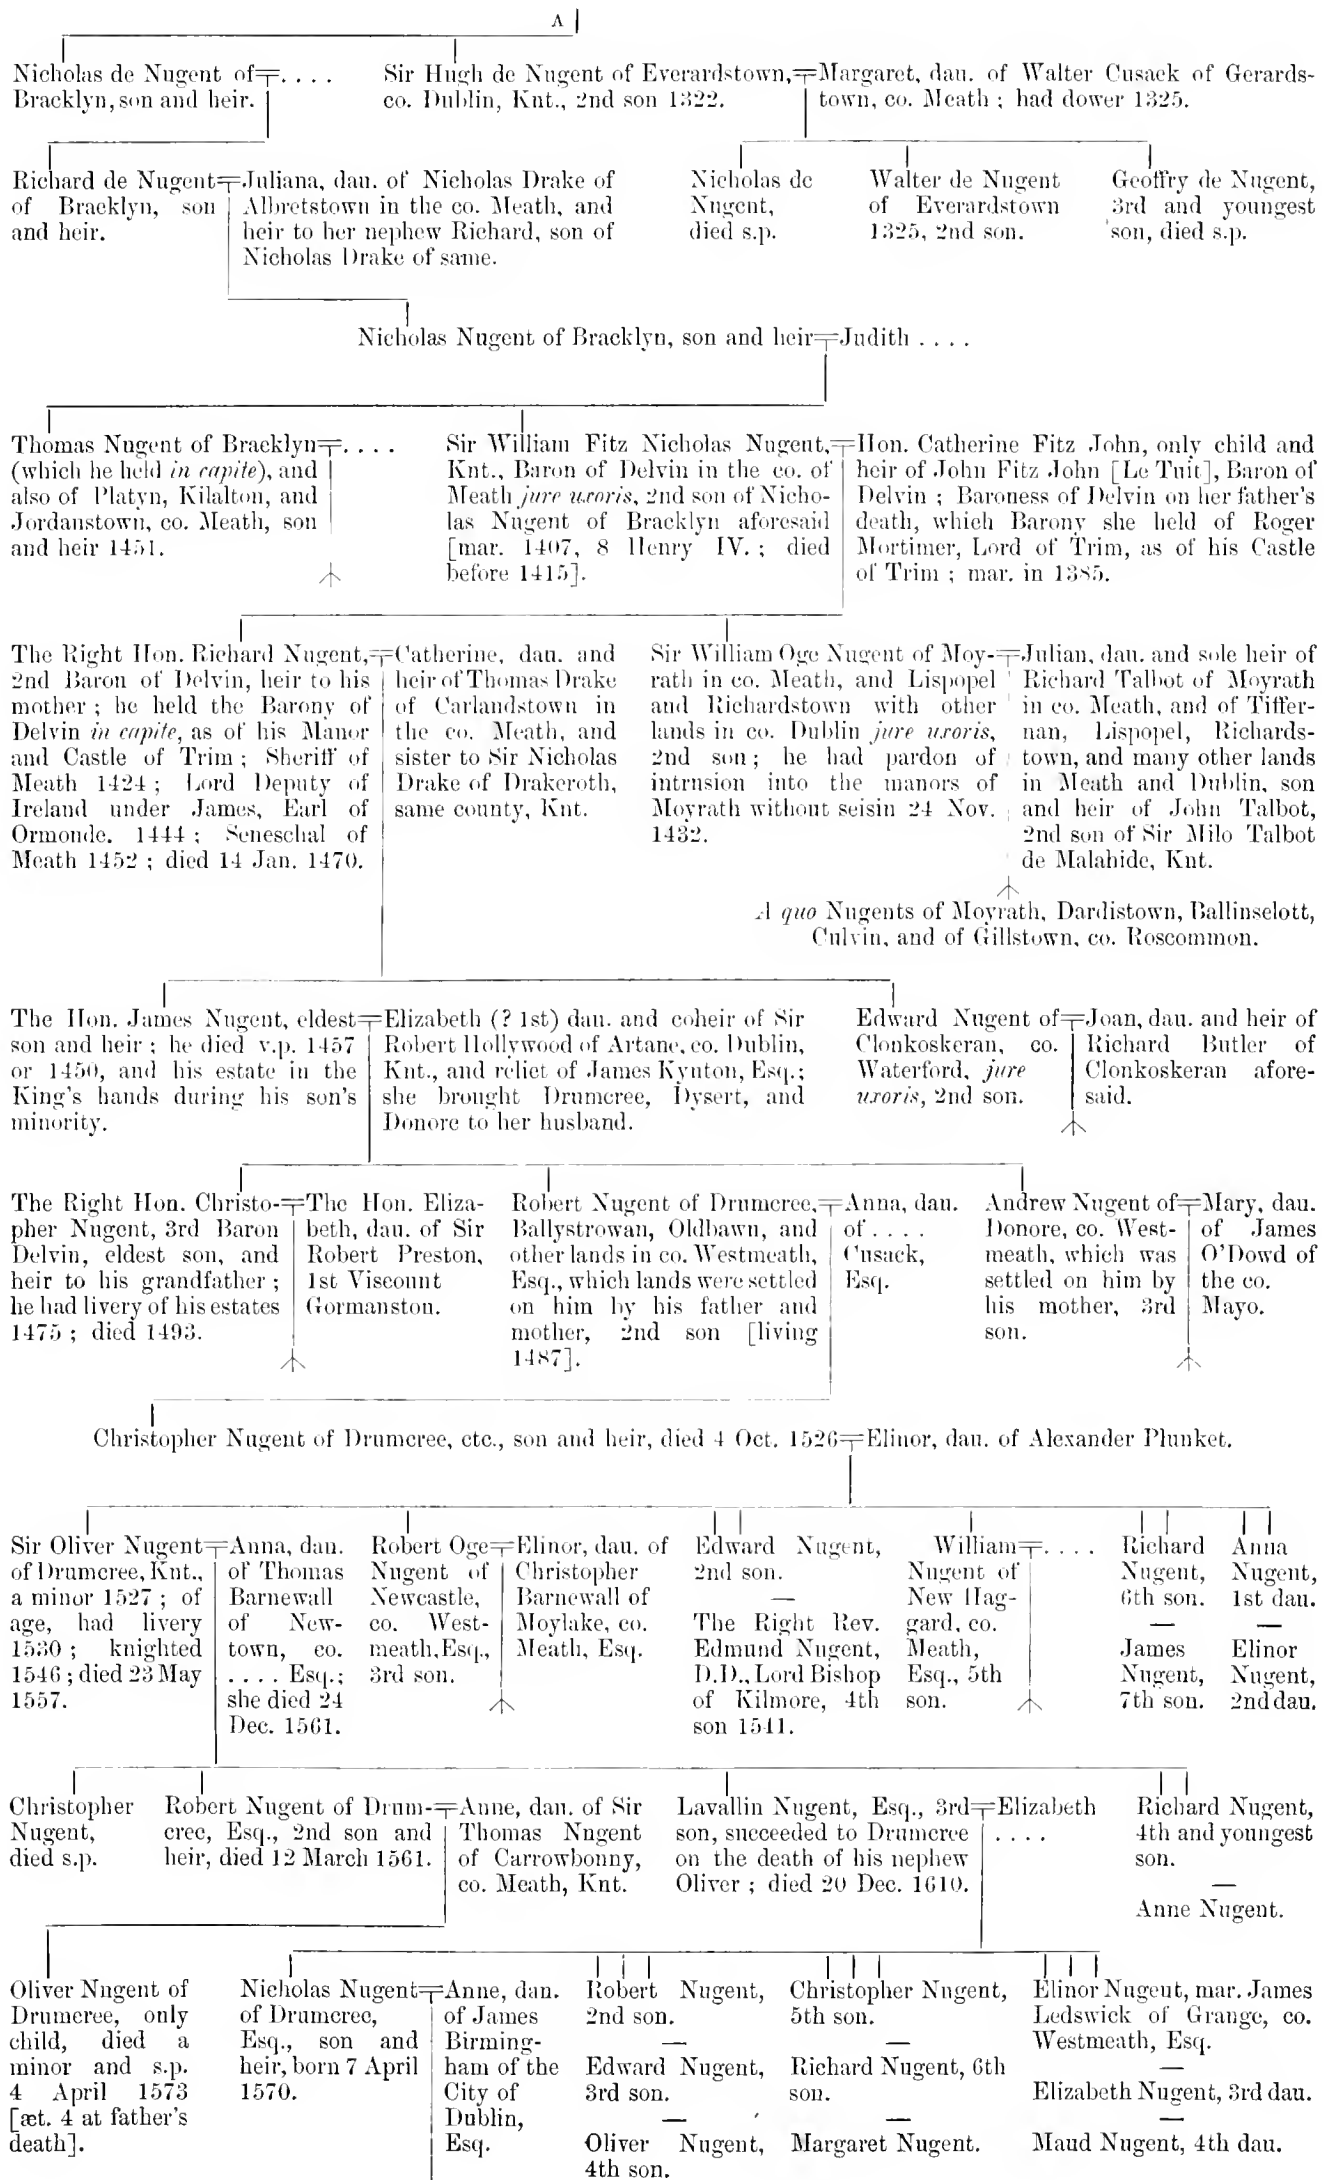 A
Nicholas de Nugent of
Bracklyn, son and heir.
. . . .
Sir Hugh de Nugent of Everardstown,
co. Dublin, Knt., 2nd son 1322.
Margaret, dau. of Walter Cusack of Gerards-
town, co. Meath ; had dower 1325.
Richard de Nugent
of Bracklyn, son
and heir.
Juliana, dau. of Nicholas Drake of
Albretstown in the co. Meath, and
heir to her nephew Richard, son of
Nicholas Drake of same.
Nicholas de
Nugent,
died s.p.
Walter de Nugent
of Everardstown
1325, 2nd son.
Geoffry de Nugent,
3rd and youngest
son, died s.p.
Nicholas Nugent of Bracklyn, son and heir
Judith . . . .
Thomas Nugent of Bracklyn
(which he held in capite), and
also of Platyn, Kilalton, and
Jordanstown, co. Meath, son
and heir 1451.
. . . .
Sir William Fitz Nicholas Nugent,
Knt., Baron of Delvin in the co. of
Meath jure uxoris, 2nd son of Nicho-
las Nugent of Bracklyn aforesaid
[mar. 1407, 8 Henry IV. ; died
before 1415].
Hon. Catherine Fitz John, only child and
heir of John Fitz John [Le Tuit], Baron of
Delvin ; Baroness of Delvin on her father's
death, which Barony she held of Roger
Mortimer, Lord of Trim, as of his Castle
of Trim ; mar. in 1385.
The Right Hon. Richard Nugent,
2nd Baron of Delvin, heir to his
mother ; he held the Barony of
Delvin in capite, as of his Manor
and Castle of Trim ; Sheriff of
Meath 1424 ; Lord Deputy of
Ireland under James, Earl of
Ormonde. 1444 ; Seneschal of
Meath 1452 ; died 14 Jan. 1470.
Catherine, dau. and
heir of Thomas Drake
of Carlandstown in
the co. Meath, and
sister to Sir Nicholas
Drake of Drakeroth,
same county, Knt.
Sir William Oge Nugent of Moy-
rath in co. Meath, and Lispopel
and Richardstown with other
lands in co. Dublin jure uxoris,
2nd son ; he had pardon of
intrusion into the manors of
Moyrath without seisin 24 Nov.
1432.
Julian, dau. and sole heir of
Richard Talbot of Moyrath
in co. Meath, and of Tiffer-
nan, Lispopel, Richards-
town, and many other lands
in Meath and Dublin, son
and heir of John Talbot,
2nd son of Sir Milo Talbot
de Malahide, Knt.
A quo Nugents of Moyrath, Dardistown, Ballinselott,
Culvin, and of Gillstown, co. Roscommon.
The Hon. James Nugent, eldest
son and heir ; he died v.p. 1457
or 1450, and his estate in the
King's hands during his son's
minority.
Elizabeth (? 1st) dau. and coheir of Sir
Robert Hollywood of Artane, co. Dublin,
Knt., and relict of James Kynton, Esq.;
she brought Drumcree, Dysert, and
Donore to her husband.
Edward Nugent of
Clonkoskeran, co.
Waterford, jure
uxoris, 2nd son.
Joan, dau. and heir of
Richard Butler of
Clonkoskeran afore-
said.
The Right Hon. Christo-
pher Nugent, 3rd Baron
Delvin, eldest son, and
heir to his grandfather ;
he had livery of his estates
1475 ; died 1493.
The Hon. Eliza-
beth, dau. of Sir
Robert Preston,
1st Viscount
Gormanston.
Robert Nugent of Drumcree,
Ballystrowan, Oldbawn, and
other lands in co. Westmeath,
Esq., which lands were settled
on him by his father and
mother, 2nd son [living
1487].
Anna, dau.
of . . . .
Cusack,
Esq.
Andrew Nugent of
Donore, co. West-
meath, which was
settled on him by
his mother, 3rd
son.
Mary, dau.
of James
O'Dowd of
the co.
Mayo.
Christopher Nugent of Drumcree, etc., son and heir, died 4 Oct. 1526
Elinor, dau. of Alexander Plunket.
Sir Oliver Nugent
of Drumcree, Knt.,
a minor 1527 ; of
age, had livery
1530 ; knighted
1546 ; died 23 May
1557.
Anna, dau.
of Thomas
Barnewall
of New-
town, co.
. . . . Esq.;
she died 24
Dec. 1561.
Robert Oge
Nugent of
Newcastle,
co. West-
meath, Esq.,
3rd son.
Elinor, dau. of
Christopher
Barnewall of
Moylake, co.
Meath, Esq.
Edward Nugent,
2nd son.
—
The Right Rev.
Edmund Nugent,
D.D., Lord Bishop
of Kilmore, 4th
son 1541.
William
Nugent of
New Hag-
gard, co.
Meath,
Esq., 5th
son.
. . . .
Richard
Nugent,
6th son.
—
James
Nugent,
7th son.
Anna
Nugent,
1st dau.
—
Elinor
Nugent,
2nd dau.
Christopher
Nugent,
died s.p.
Robert Nugent of Drum-
cree, Esq., 2nd son and
heir, died 12 March 1561.
Anne, dau. of Sir
Thomas Nugent
of Carrowbonny,
co. Meath, Knt.
Lavallin Nugent, Esq., 3rd
son, succeeded to Drumcree
on the death of his nephew
Oliver ; died 20 Dec. 1610.
Elizabeth
. . . .
Richard Nugent,
4th and youngest
son.
—
Anne Nugent.
Oliver Nugent of
Drumcree, only
child, died a
minor and s.p.
4 April 1573
[æt. 4 at father's
death].
Nicholas Nugent
of Drumcree,
Esq., son and
heir, born 7 April
1570.
Anne, dau.
of James
Birming-
ham of the
City of
Dublin,
Esq.
Robert Nugent,
2nd son.
—
Edward Nugent,
3rd son.
—
Oliver Nugent,
4th son.
Christopher Nugent,
5th son.
—
Richard Nugent, 6th
son.
—
Margaret Nugent.
Elinor Nugent, mar. James
Ledswick of Grange, co.
Westmeath, Esq.
—
Elizabeth Nugent, 3rd dau.
—
Maud Nugent, 4th dau.